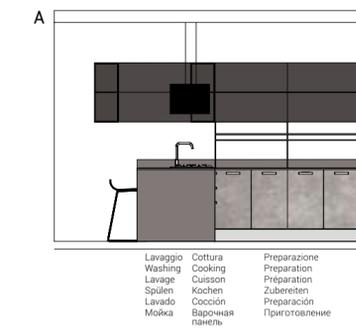 A
Lavaggio Cottura Preparazione
Washing Cooking Preparation
Lavage Cuisson Préparation
Spülen Kochen Zubereiten
Lavado Cocción Preparación
Мойка Варочная Приготовление
панель